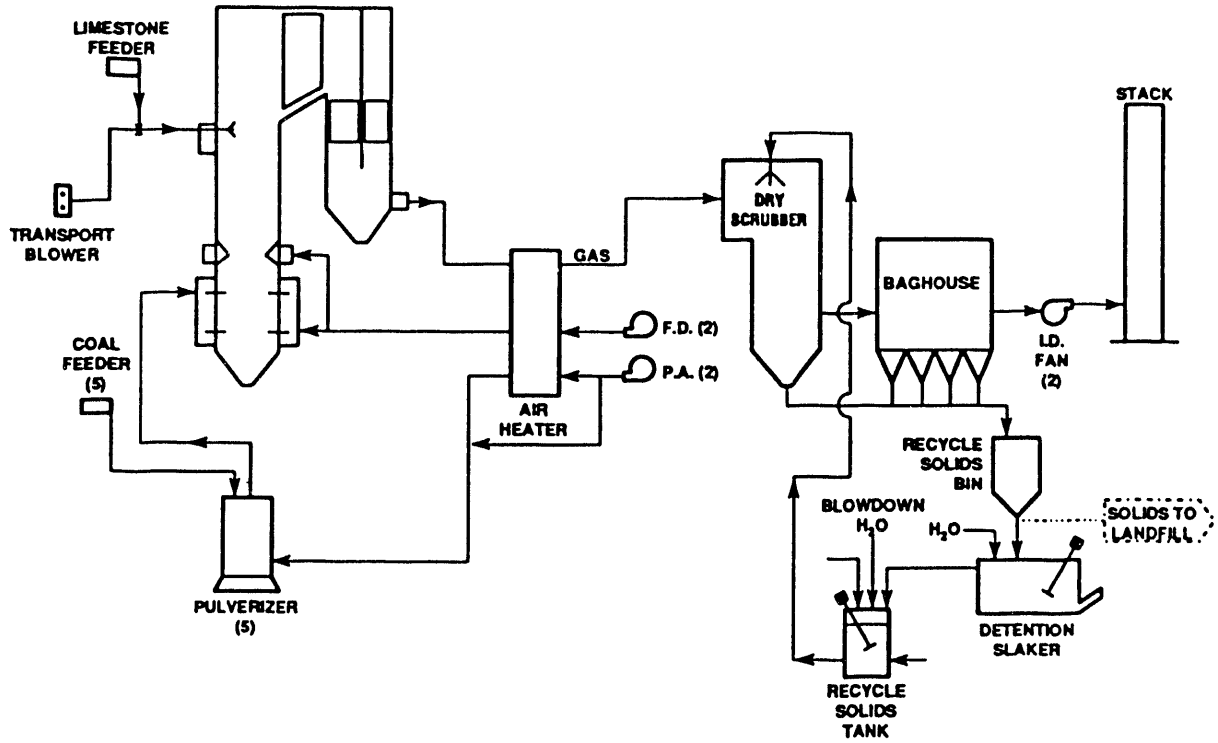 LIMESTONE
FEEDER
TRANSPORT
BLOWER
COAL
FEEDER
(5)
PULVERIZER
(5)
GAS
F.D. (2)
P.A. (2)
AIR
HEATER
DRY
SCRUBBER
BAGHOUSE
STACK
I.D.
FAN
(2)
RECYCLE
SOLIDS
BIN
SOLIDS TO
LANDFILL
BLOWDOWN
H₂O
H₂O
DETENTION
SLAKER
RECYCLE
SOLIDS
TANK